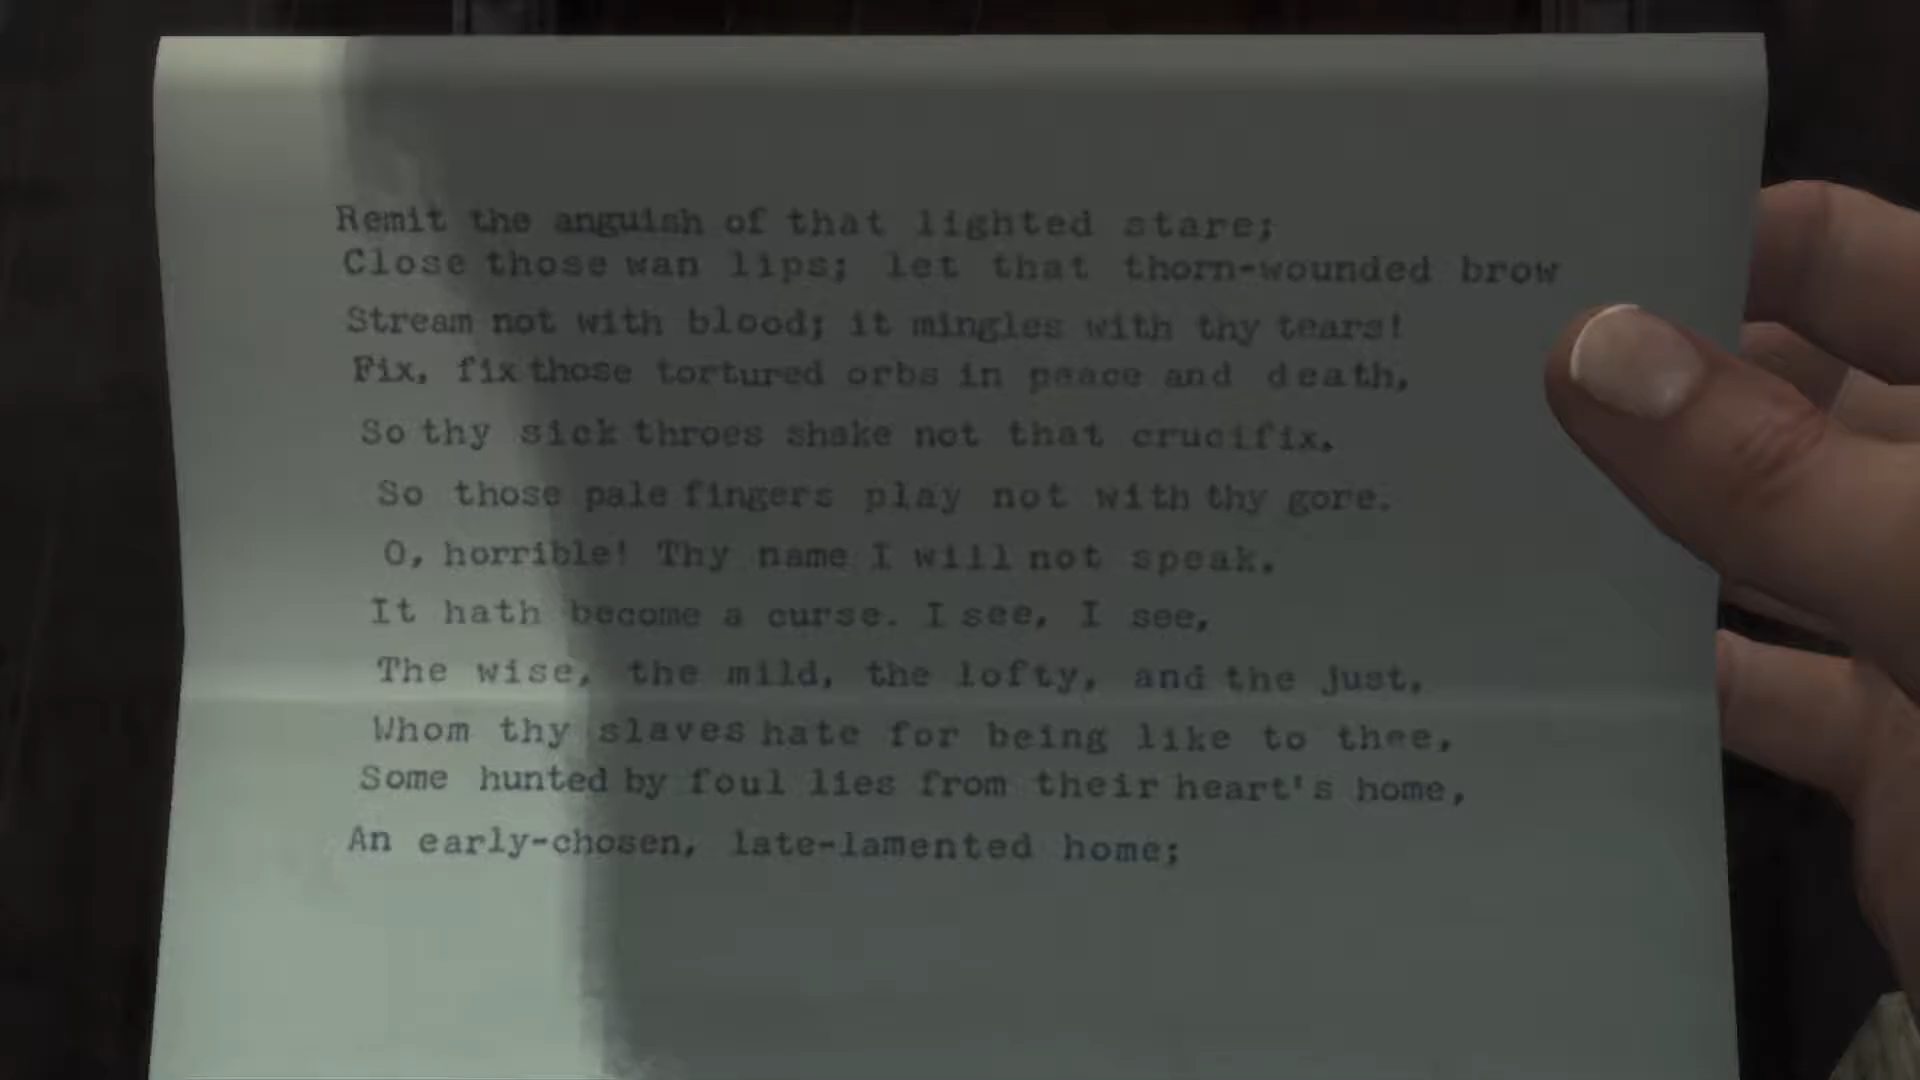 Remit the anguish of that lighted stare;
Close those wan lips; let that thorn-wounded brow
Stream not with blood; it mingles with thy tears!
Fix, fix those tortured orbs in peace and death,
So thy sick throes shake not that crucifix,
So those pale fingers play not with thy gore.
O, horrible! Thy name I will not speak,
It hath become a curse. I see, I see,
The wise, the mild, the lofty, and the just,
Whom thy slaves hate for being like to thee,
Some hunted by foul lies from their heart's home,
An early-chosen, late-lamented home;